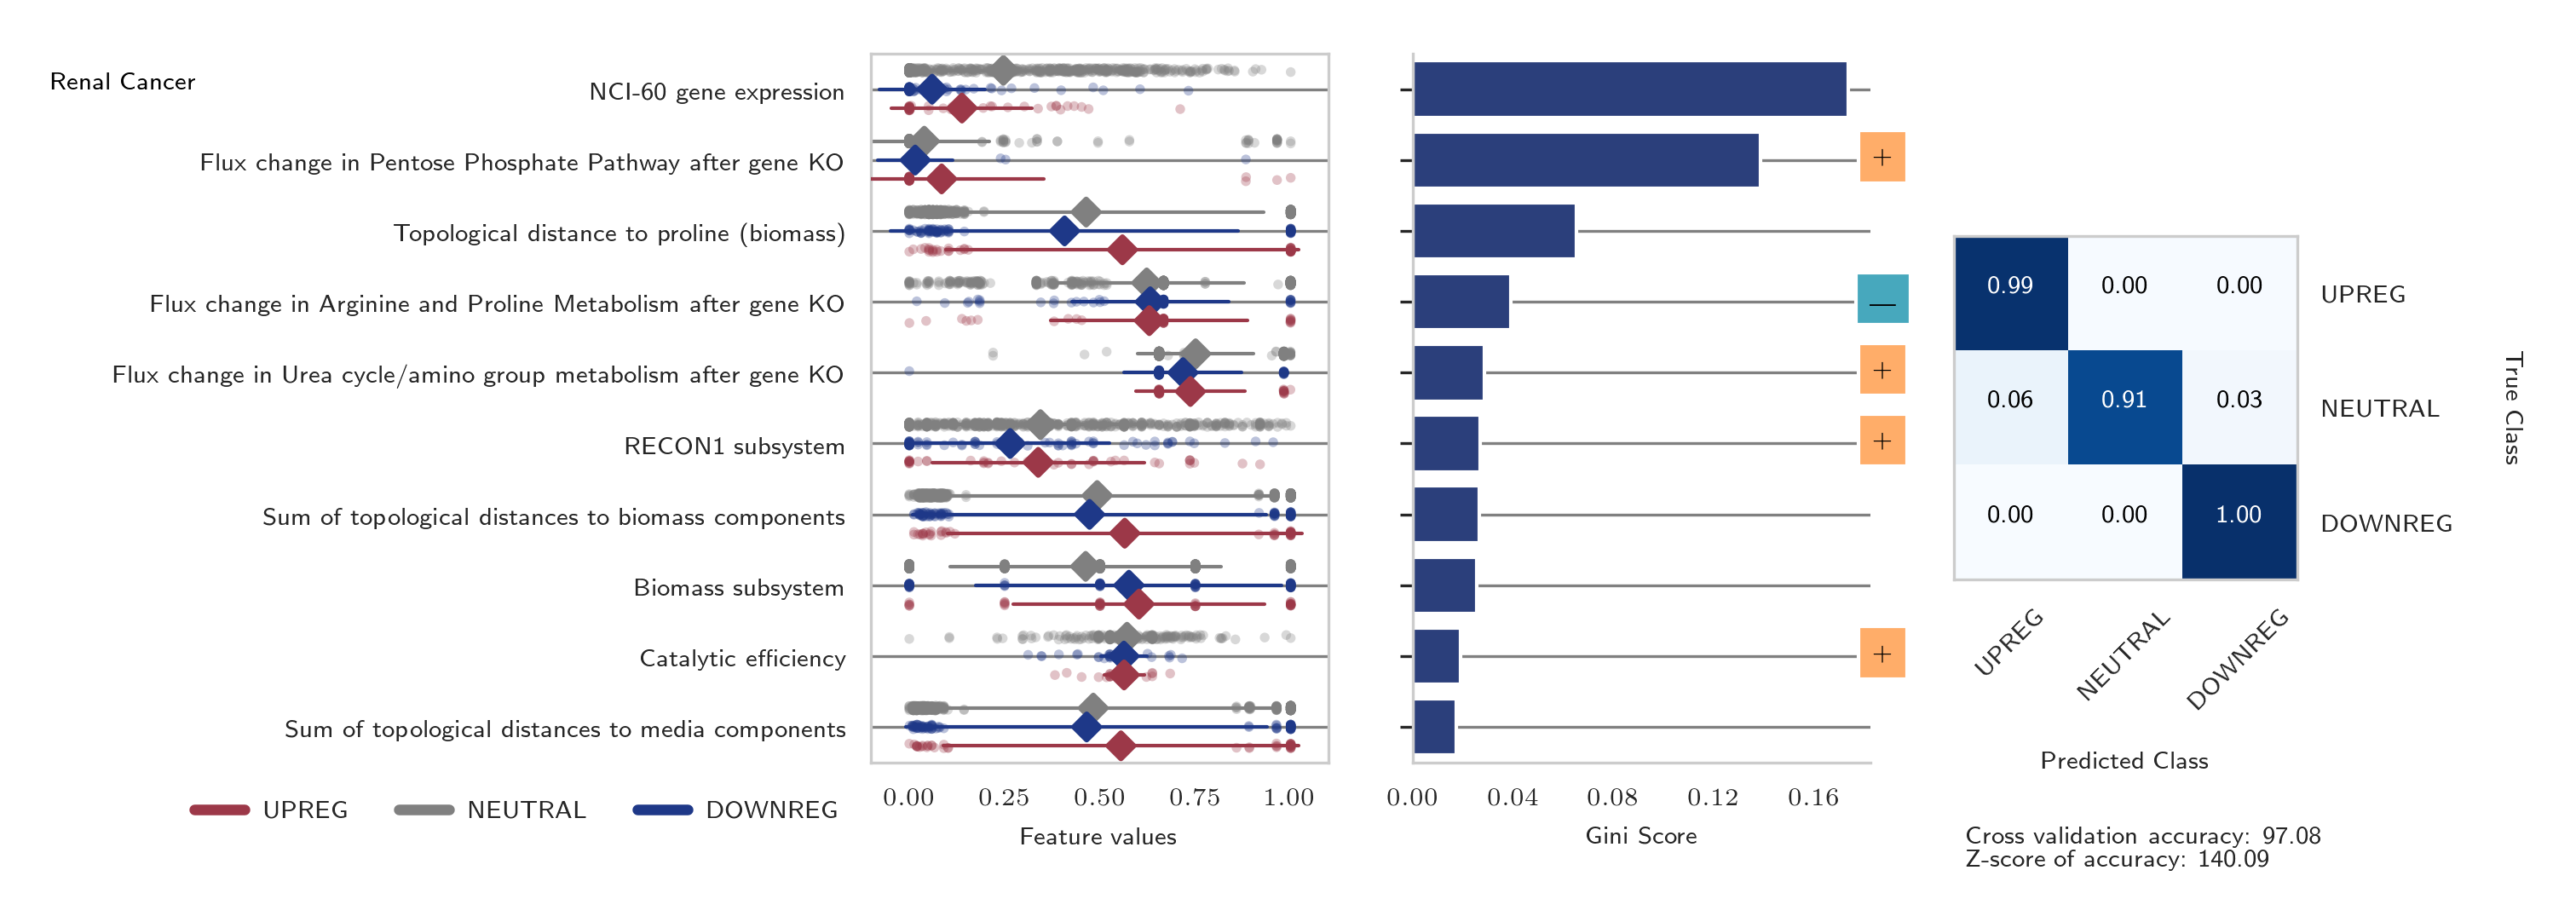 Renal Cancer
NCI-60 gene expression
Flux change in Pentose Phosphate Pathway after gene KO
+
Topological distance to proline (biomass)
Flux change in Arginine and Proline Metabolism after gene KO
—
Flux change in Urea cycle/amino group metabolism after gene KO
+
RECON1 subsystem
+
Sum of topological distances to biomass components
Biomass subsystem
Catalytic efficiency
+
Sum of topological distances to media components
0.00 0.25 0.50 0.75 1.00
Feature values
UPREG NEUTRAL DOWNREG
0.00 0.04 0.08 0.12 0.16
Gini Score
0.99 0.00 0.00 UPREG
0.06 0.91 0.03 NEUTRAL
0.00 0.00 1.00 DOWNREG
True Class
UPREG NEUTRAL DOWNREG
Predicted Class
Cross validation accuracy: 97.08
Z-score of accuracy: 140.09